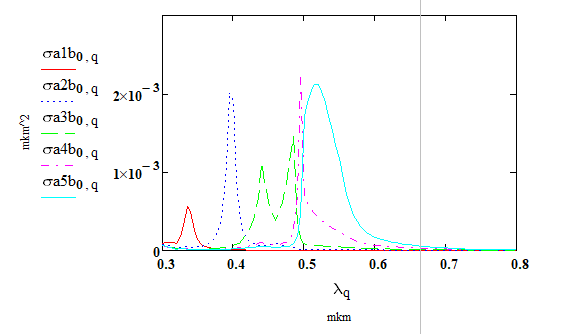 σa1b0 , q
σa2b0 , q
σa3b0 , q
σa4b0 , q
σa5b0 , q
mkm^2
2×10⁻³
1×10⁻³
0
0.3 0.4 0.5 0.6 0.7 0.8
λq
mkm